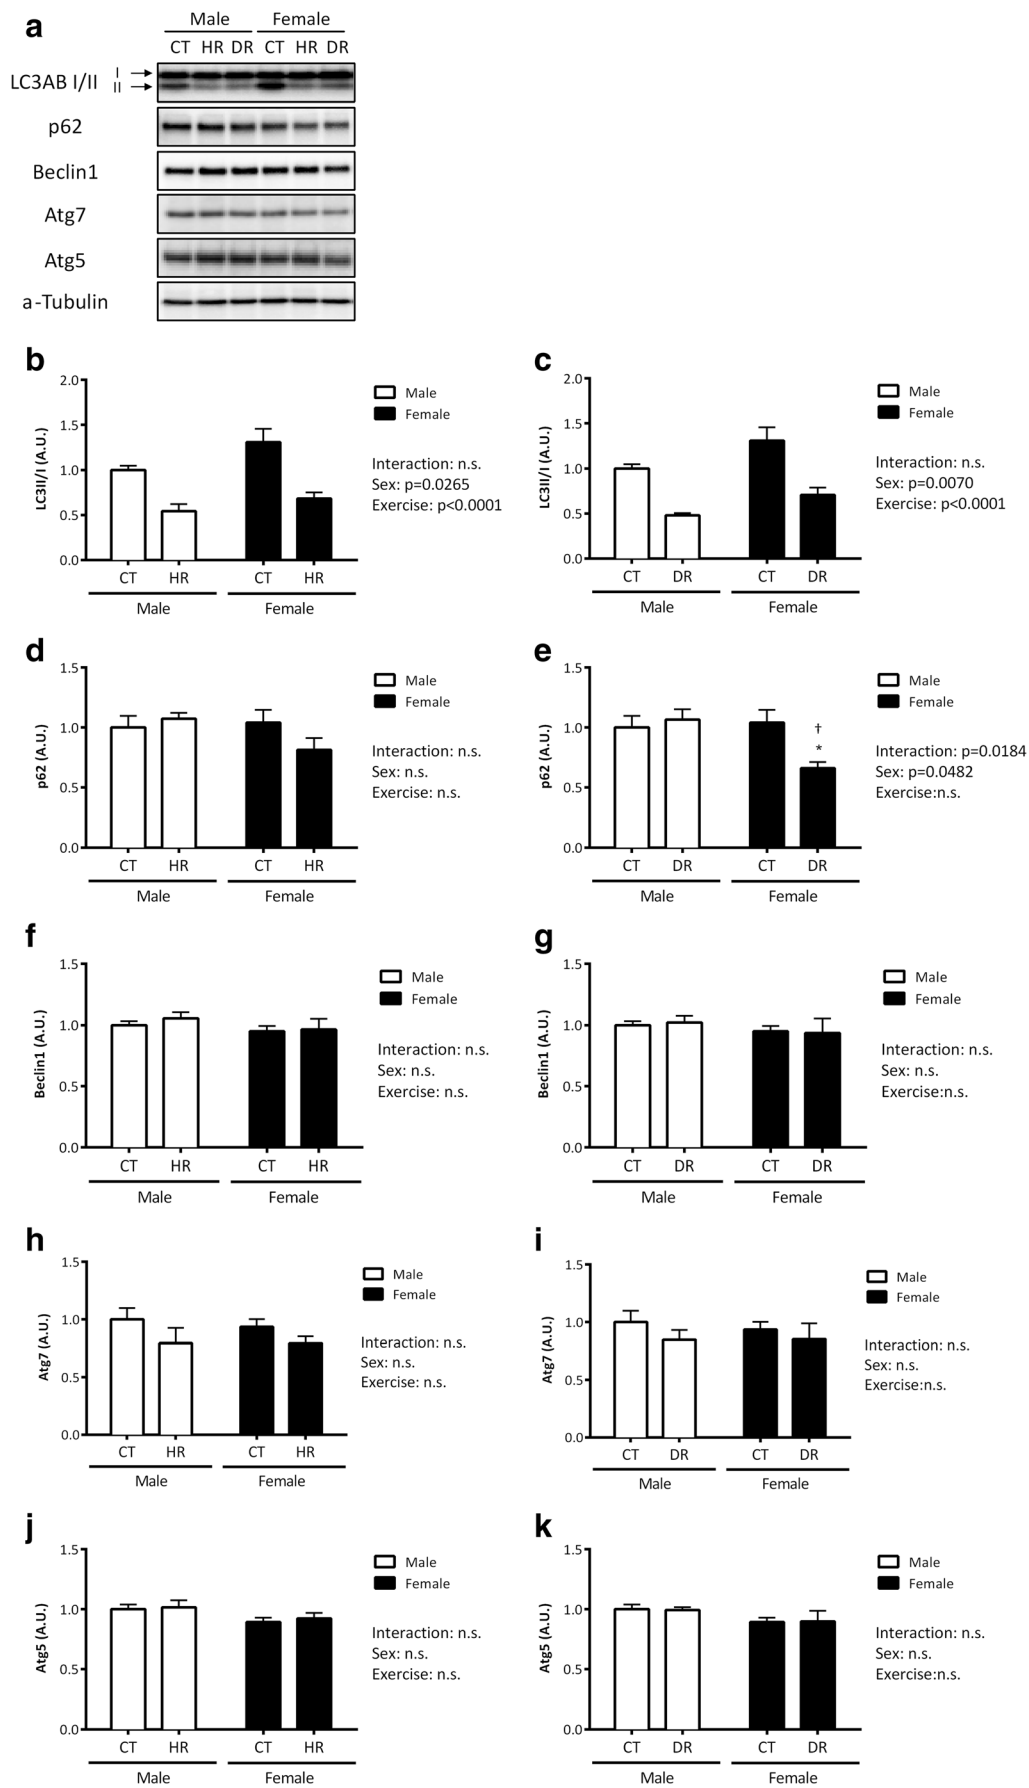 a
Male Female
CT HR DR CT HR DR
LC3AB I/II
I
II
p62
Beclin1
Atg7
Atg5
a-Tubulin
b
LC3II/I (A.U.)
2.0
1.5
1.0
0.5
0.0
CT HR CT HR
Male Female
Male
Female
Interaction: n.s.
Sex: p=0.0265
Exercise: p<0.0001
c
LC3II/I (A.U.)
2.0
1.5
1.0
0.5
0.0
CT DR CT DR
Male Female
Male
Female
Interaction: n.s.
Sex: p=0.0070
Exercise: p<0.0001
d
p62 (A.U.)
1.5
1.0
0.5
0.0
CT HR CT HR
Male Female
Male
Female
Interaction: n.s.
Sex: n.s.
Exercise: n.s.
e
p62 (A.U.)
1.5
1.0
0.5
0.0
†
*
CT DR CT DR
Male Female
Male
Female
Interaction: p=0.0184
Sex: p=0.0482
Exercise:n.s.
f
Beclin1 (A.U.)
1.5
1.0
0.5
0.0
CT HR CT HR
Male Female
Male
Female
Interaction: n.s.
Sex: n.s.
Exercise: n.s.
g
Beclin1 (A.U.)
1.5
1.0
0.5
0.0
CT DR CT DR
Male Female
Male
Female
Interaction: n.s.
Sex: n.s.
Exercise:n.s.
h
Atg7 (A.U.)
1.5
1.0
0.5
0.0
CT HR CT HR
Male Female
Male
Female
Interaction: n.s.
Sex: n.s.
Exercise: n.s.
i
Atg7 (A.U.)
1.5
1.0
0.5
0.0
CT DR CT DR
Male Female
Male
Female
Interaction: n.s.
Sex: n.s.
Exercise:n.s.
j
Atg5 (A.U.)
1.5
1.0
0.5
0.0
CT HR CT HR
Male Female
Male
Female
Interaction: n.s.
Sex: n.s.
Exercise: n.s.
k
Atg5 (A.U.)
1.5
1.0
0.5
0.0
CT DR CT DR
Male Female
Male
Female
Interaction: n.s.
Sex: n.s.
Exercise:n.s.